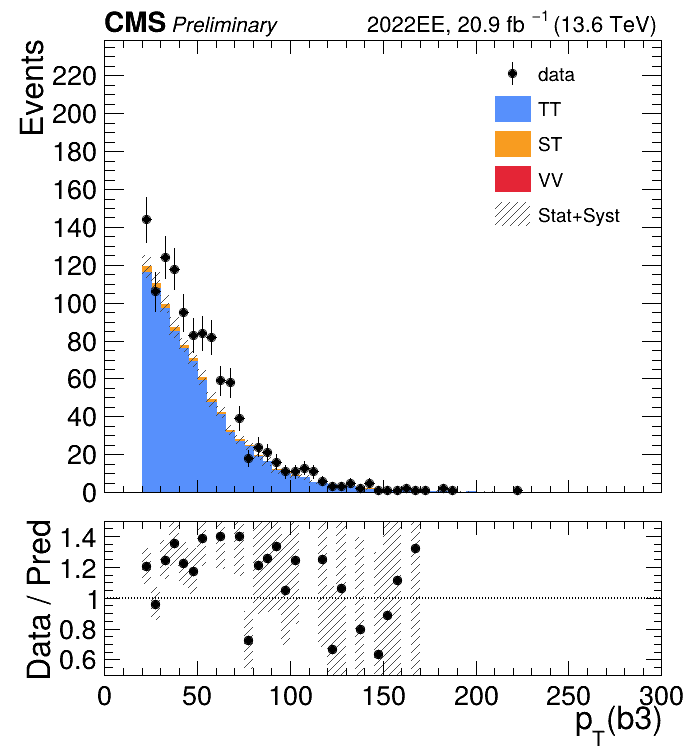 CMS Preliminary 2022EE, 20.9 fb⁻¹ (13.6 TeV)
Events
220
200
180
160
140
120
100
80
60
40
20
0
data
TT
ST
VV
Stat+Syst
Data / Pred
1.4
1.2
1
0.8
0.6
0 50 100 150 200 250 300
p_T(b3)